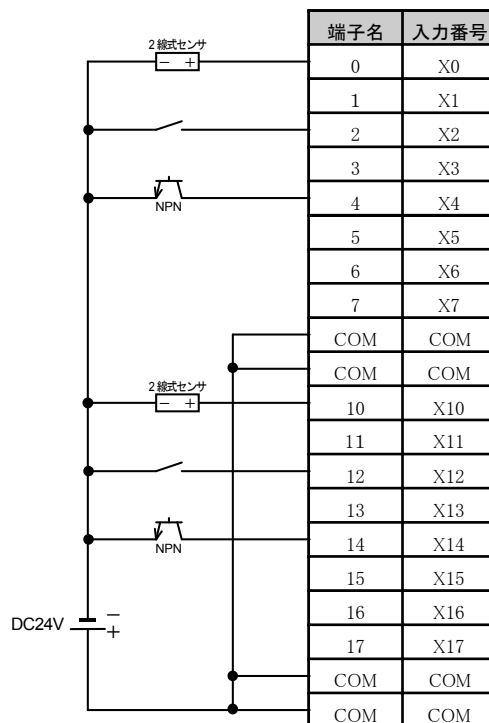 端子名 入力番号
2線式センサ
− +
0 X0
1 X1
2 X2
3 X3
NPN
4 X4
5 X5
6 X6
7 X7
COM COM
COM COM
2線式センサ
− +
10 X10
11 X11
12 X12
13 X13
NPN
14 X14
15 X15
DC24V
−
+
16 X16
17 X17
COM COM
COM COM